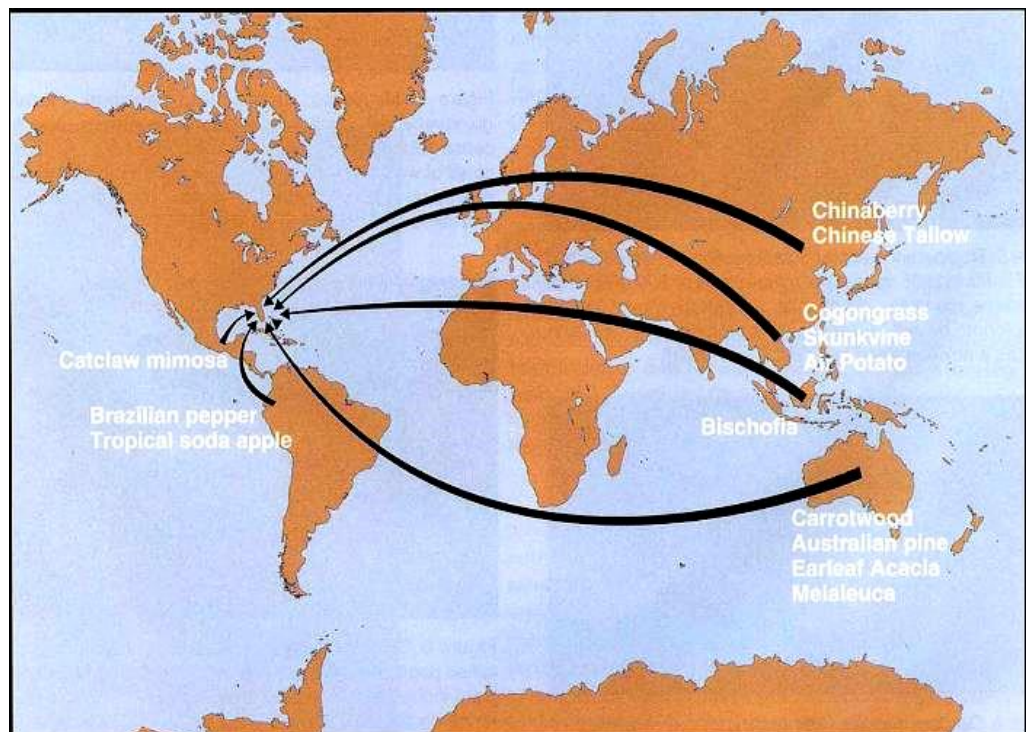 Chinaberry
Chinese Tallow
Cogongrass
Skunkvine
Air Potato
Catclaw mimosa
Brazilian pepper
Tropical soda apple
Bischofia
Carrotwood
Australian pine
Earleaf Acacia
Melaleuca